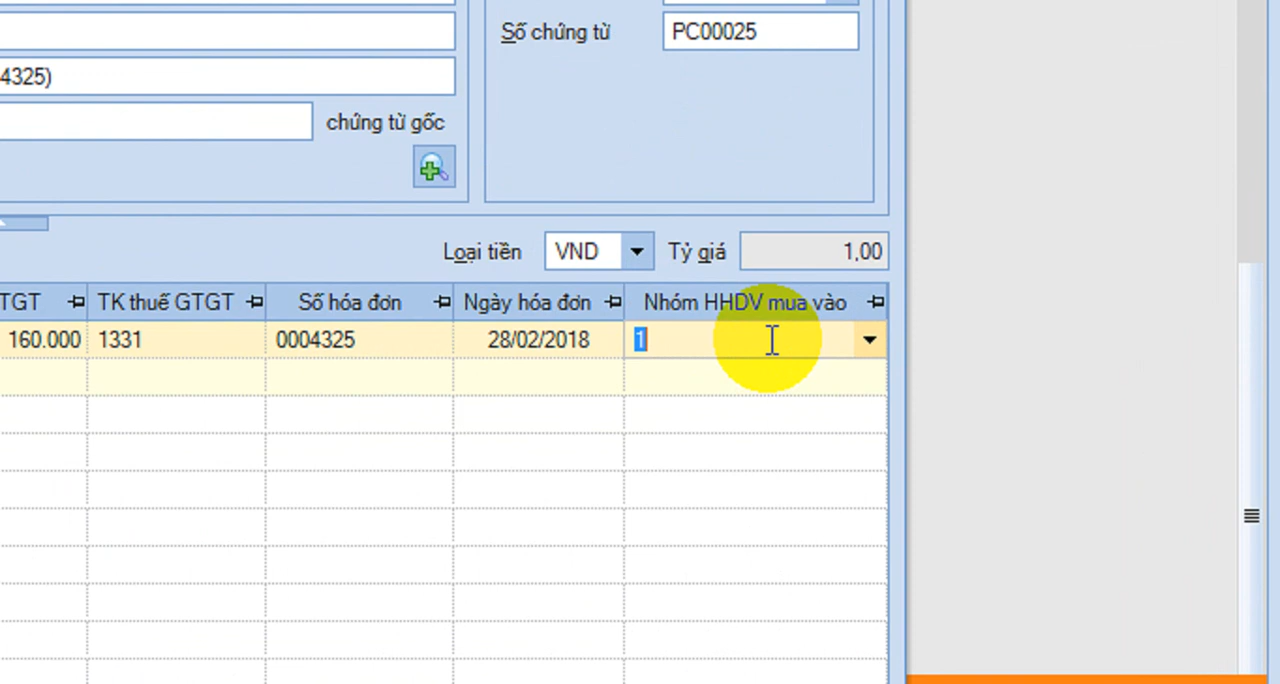 Số chứng từ PC00025
4325)
chứng từ gốc
Loại tiền VND Tỷ giá 1,00
TGT TK thuế GTGT Số hóa đơn Ngày hóa đơn Nhóm HHDV mua vào
160.000 1331 0004325 28/02/2018 1